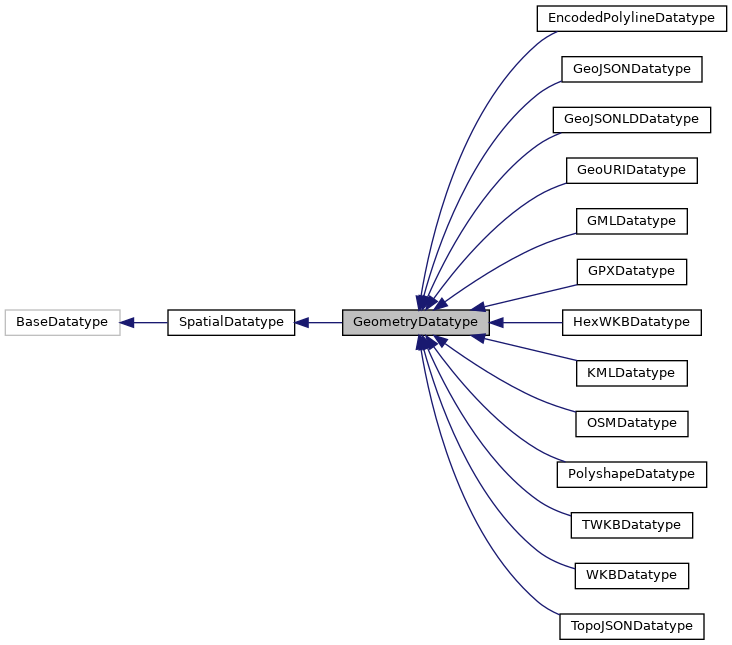 EncodedPolylineDatatype
GeoJSONDatatype
GeoJSONLDDatatype
GeoURIDatatype
GMLDatatype
GPXDatatype
BaseDatatype
SpatialDatatype
GeometryDatatype
HexWKBDatatype
KMLDatatype
OSMDatatype
PolyshapeDatatype
TWKBDatatype
WKBDatatype
TopoJSONDatatype